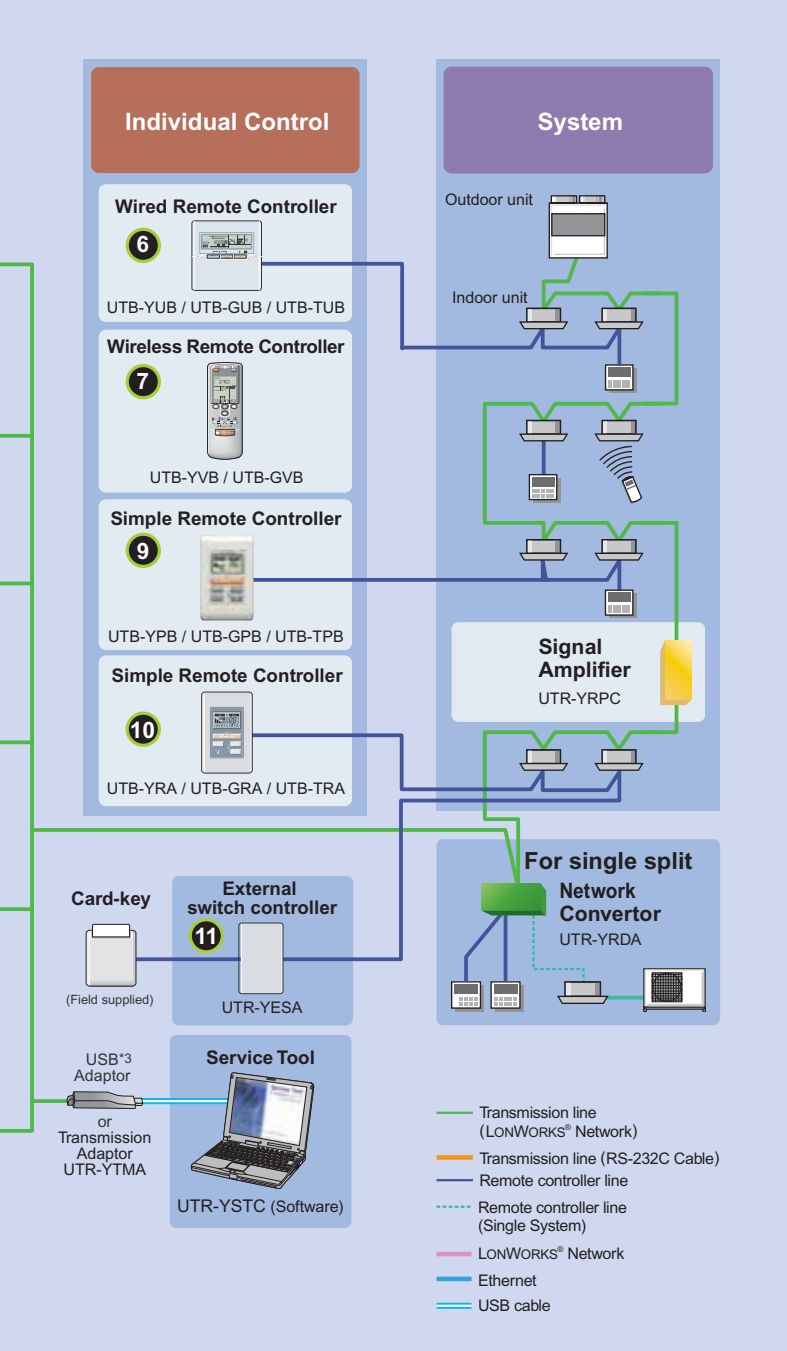 Individual Control
Wired Remote Controller
6
UTB-YUB / UTB-GUB / UTB-TUB
Wireless Remote Controller
7
UTB-YVB / UTB-GVB
Simple Remote Controller
9
UTB-YPB / UTB-GPB / UTB-TPB
Simple Remote Controller
10
UTB-YRA / UTB-GRA / UTB-TRA
System
Outdoor unit
Indoor unit
Signal
Amplifier
UTR-YRPC
For single split
Network
Convertor
UTR-YRDA
Card-key
(Field supplied)
External
switch controller
11
UTR-YESA
USB*3
Adaptor
or
Transmission
Adaptor
UTR-YTMA
Service Tool
Service Tool
UTR-YSTC (Software)
Transmission line
(LONWORKS® Network)
Transmission line (RS-232C Cable)
Remote controller line
Remote controller line
(Single System)
LONWORKS® Network
Ethernet
USB cable